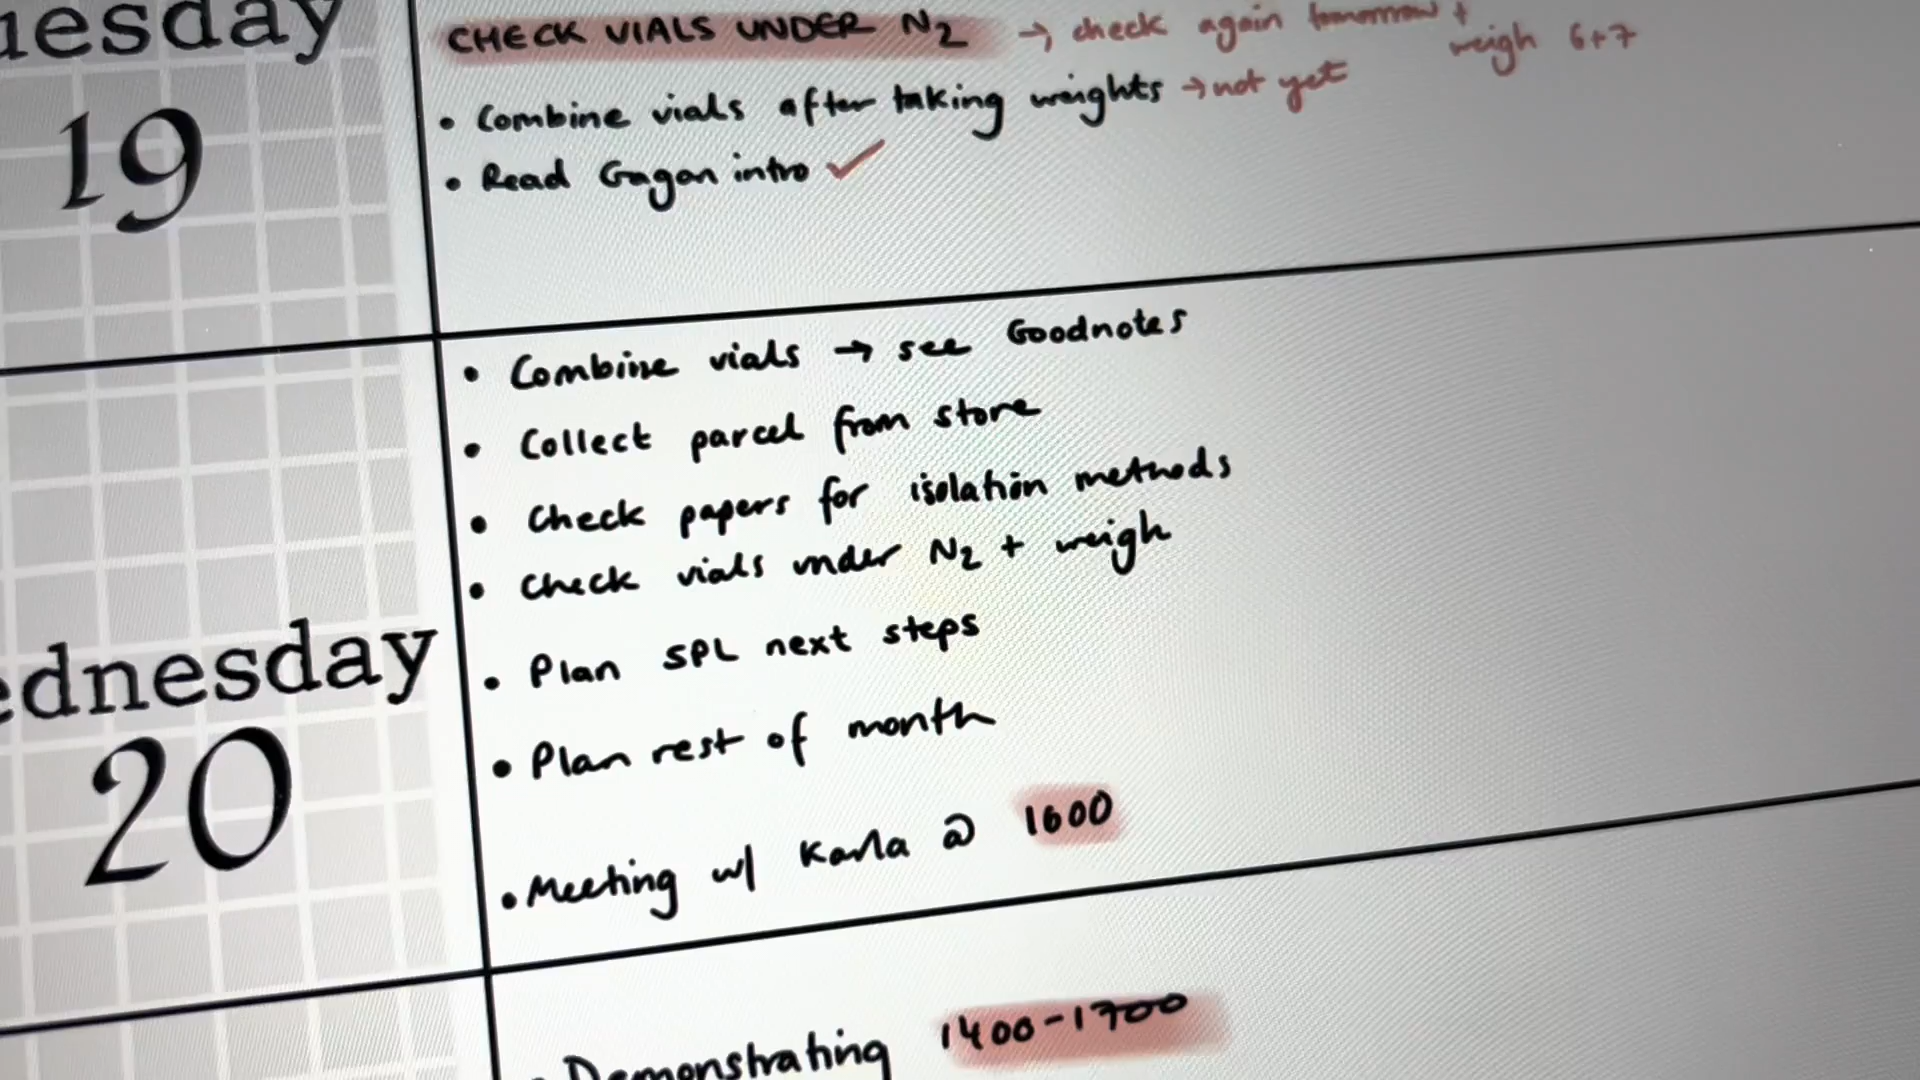 uesday
19
CHECK VIALS UNDER N2 → check again tomorrow +
weigh 6+7
• Combine vials after taking weights → not yet
• Read Gagan intro ✓
ednesday
20
• Combine vials → see Goodnotes
• Collect parcel from store
• Check papers for isolation methods
• Check vials under N2 + weigh
• Plan SPL next steps
• Plan rest of month
• Meeting w/ Karla @ 1600
• Demonstrating 1400-1700